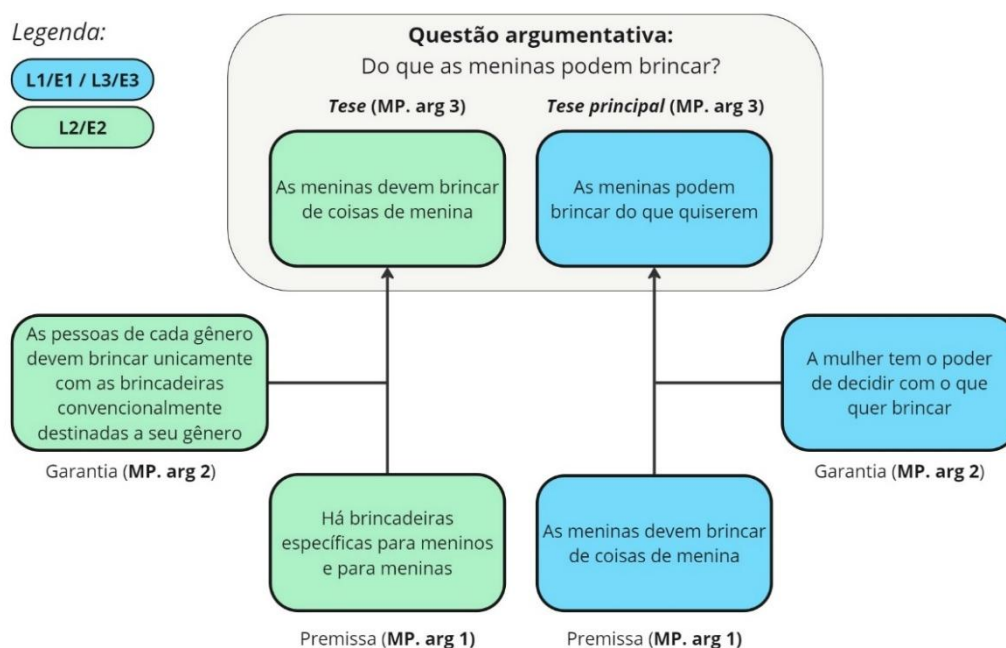 Legenda:
L1/E1 / L3/E3
L2/E2
Questão argumentativa:
Do que as meninas podem brincar?
Tese (MP. arg 3)
Tese principal (MP. arg 3)
As meninas devem brincar
de coisas de menina
As meninas podem
brincar do que quiserem
As pessoas de cada gênero
devem brincar unicamente
com as brincadeiras
convencionalmente
destinadas a seu gênero
Garantia (MP. arg 2)
A mulher tem o poder
de decidir com o que
quer brincar
Garantia (MP. arg 2)
Há brincadeiras
específicas para meninos
e para meninas
Premissa (MP. arg 1)
As meninas devem brincar
de coisas de menina
Premissa (MP. arg 1)